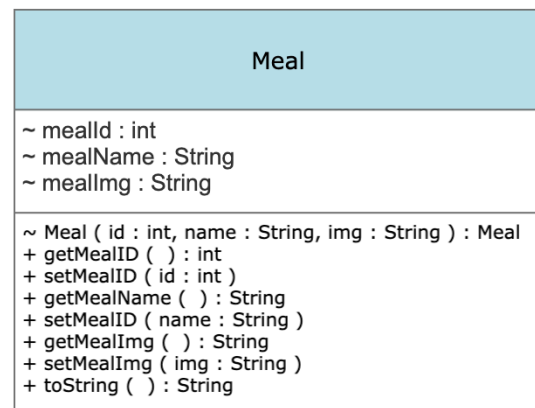 Meal
~ mealId : int
~ mealName : String
~ mealImg : String
~ Meal ( id : int, name : String, img : String ) : Meal
+ getMealID (  ) : int
+ setMealID ( id : int )
+ getMealName (  ) : String
+ setMealID ( name : String )
+ getMealImg (  ) : String
+ setMealImg ( img : String )
+ toString (  ) : String